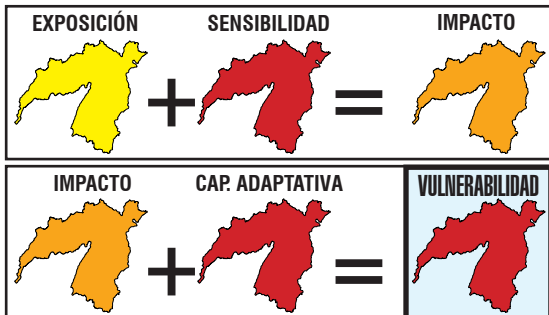 EXPOSICIÓN SENSIBILIDAD IMPACTO
+ =
IMPACTO CAP. ADAPTATIVA VULNERABILIDAD
+ =